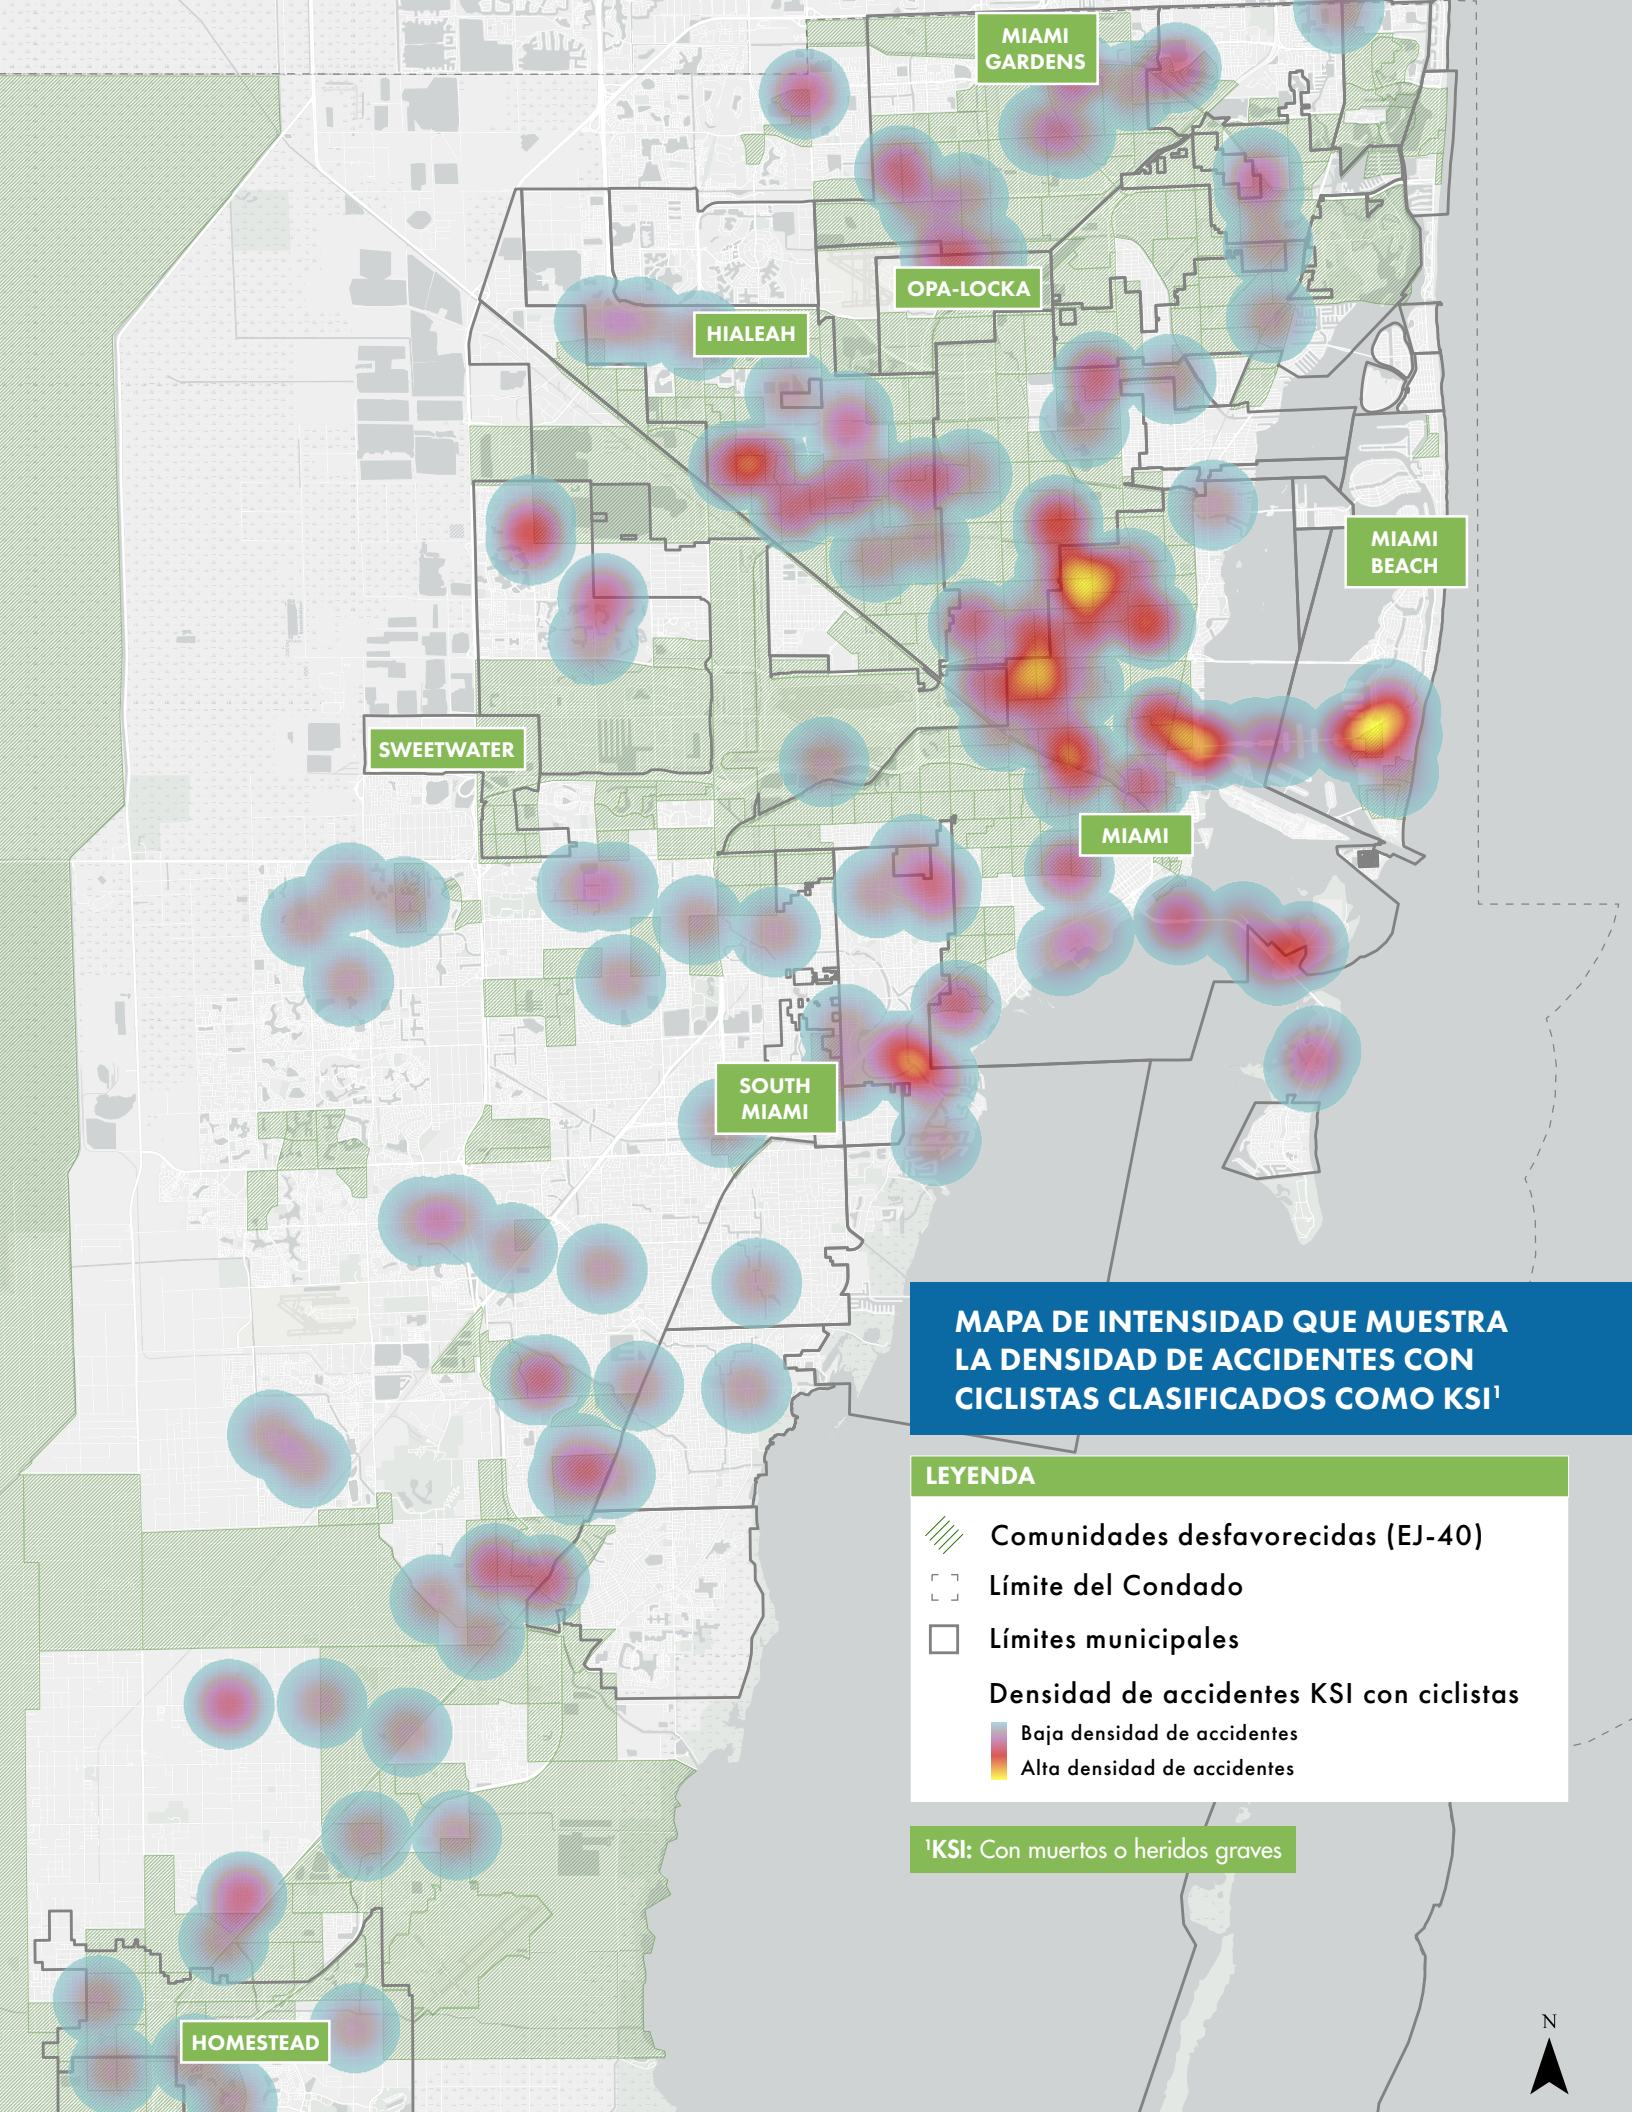 MIAMI
GARDENS
OPA-LOCKA
HIALEAH
MIAMI
BEACH
SWEETWATER
MIAMI
SOUTH
MIAMI
MAPA DE INTENSIDAD QUE MUESTRA
LA DENSIDAD DE ACCIDENTES CON
CICLISTAS CLASIFICADOS COMO KSI¹
LEYENDA
Comunidades desfavorecidas (EJ-40)
Límite del Condado
Límites municipales
Densidad de accidentes KSI con ciclistas
Baja densidad de accidentes
Alta densidad de accidentes
¹KSI: Con muertos o heridos graves
HOMESTEAD
N